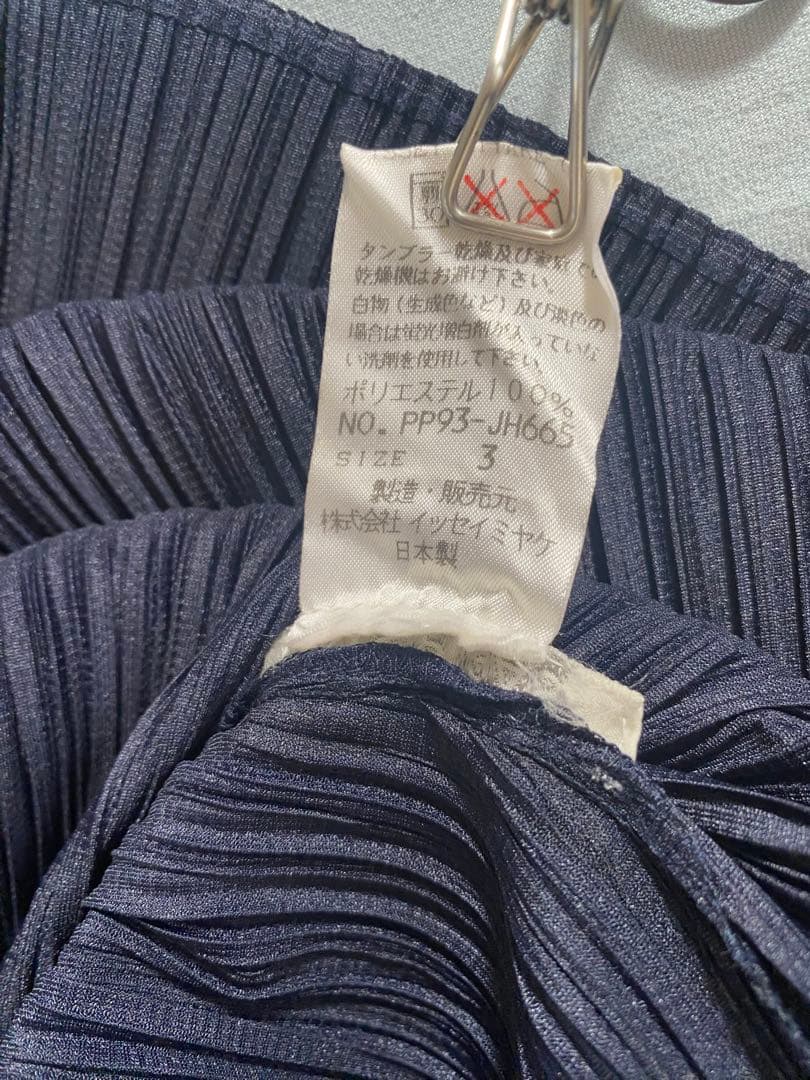 30
タンブラー乾燥及び家庭
乾燥機はお避け下さい。
白物(生成色など)及び淡色の
場合は蛍光増白剤が入っていな
い洗剤を使用して下さい。
ポリエステル100%
NO. PP93-JH665
SIZE 3
製造・販売元
株式会社 イッセイミヤケ
日本製